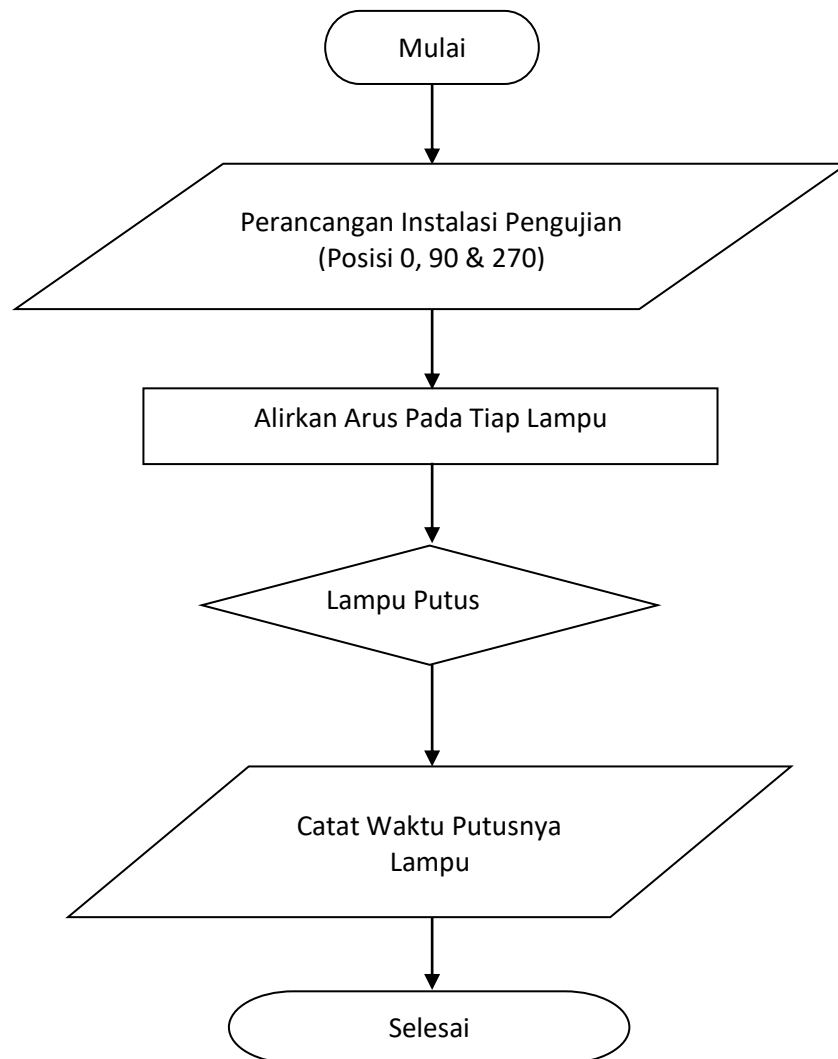 Mulai
Perancangan Instalasi Pengujian
(Posisi 0, 90 & 270)
Alirkan Arus Pada Tiap Lampu
Lampu Putus
Catat Waktu Putusnya
Lampu
Selesai